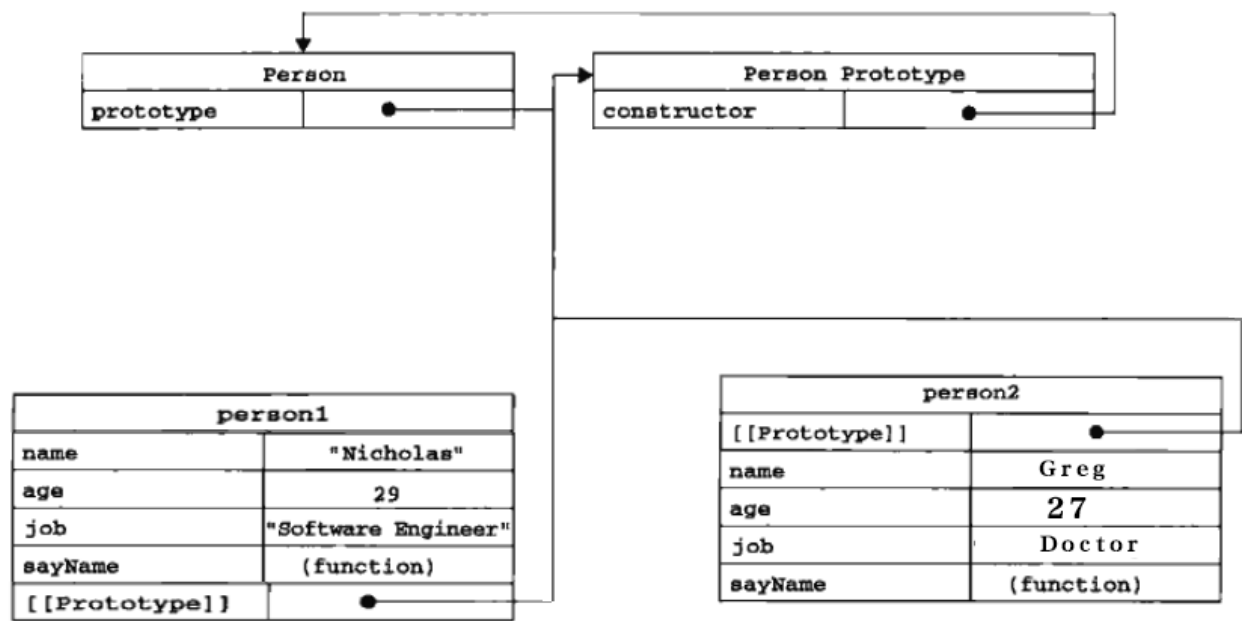 Person
prototype
Person Prototype
constructor
person1
name "Nicholas"
age 29
job "Software Engineer"
sayName (function)
[[Prototype]]
person2
[[Prototype]]
name Greg
age 27
job Doctor
sayName (function)